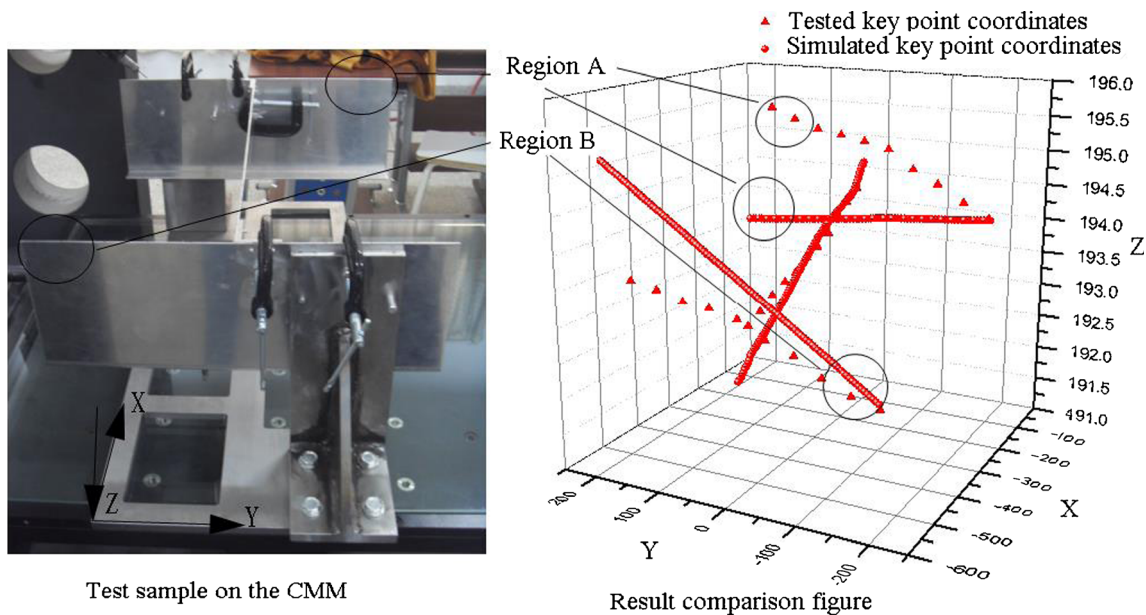 Tested key point coordinates
Simulated key point coordinates
Region A
Region B
196.0
195.5
195.0
194.5
194.0
193.5
193.0
192.5
192.0
191.5
491.0
Z
-100
-200
-300
-400
-500
-600
X
200
100
0
-100
-200
Y
X
Z
Y
Test sample on the CMM
Result comparison figure